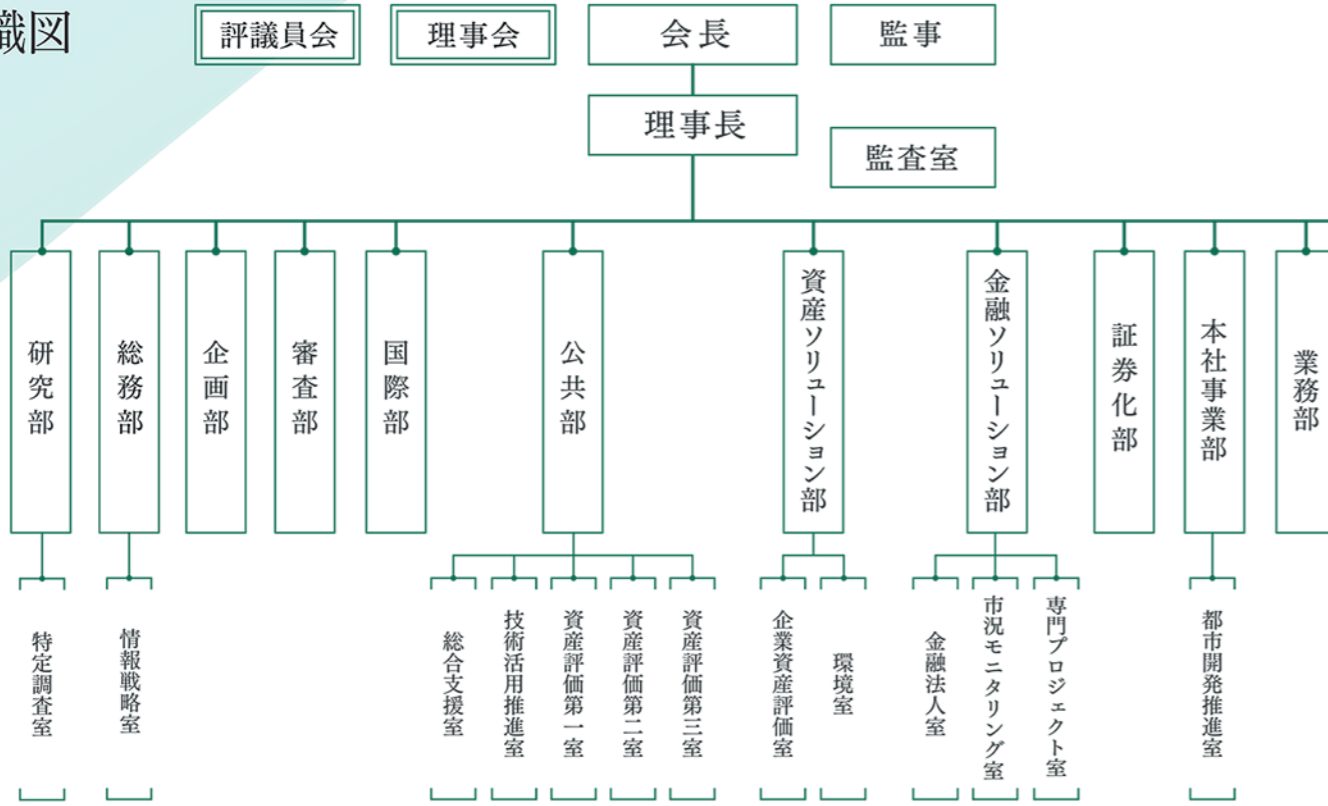 織図
評議員会
理事会
会長
監事
理事長
監査室
研究部
総務部
企画部
審査部
国際部
公共部
資産ソリューション部
金融ソリューション部
証券化部
本社事業部
業務部
特定調査室
情報戦略室
総合支援室
技術活用推進室
資産評価第一室
資産評価第二室
資産評価第三室
企業資産評価室
環境室
金融法人室
市況モニタリング室
専門プロジェクト室
都市開発推進室